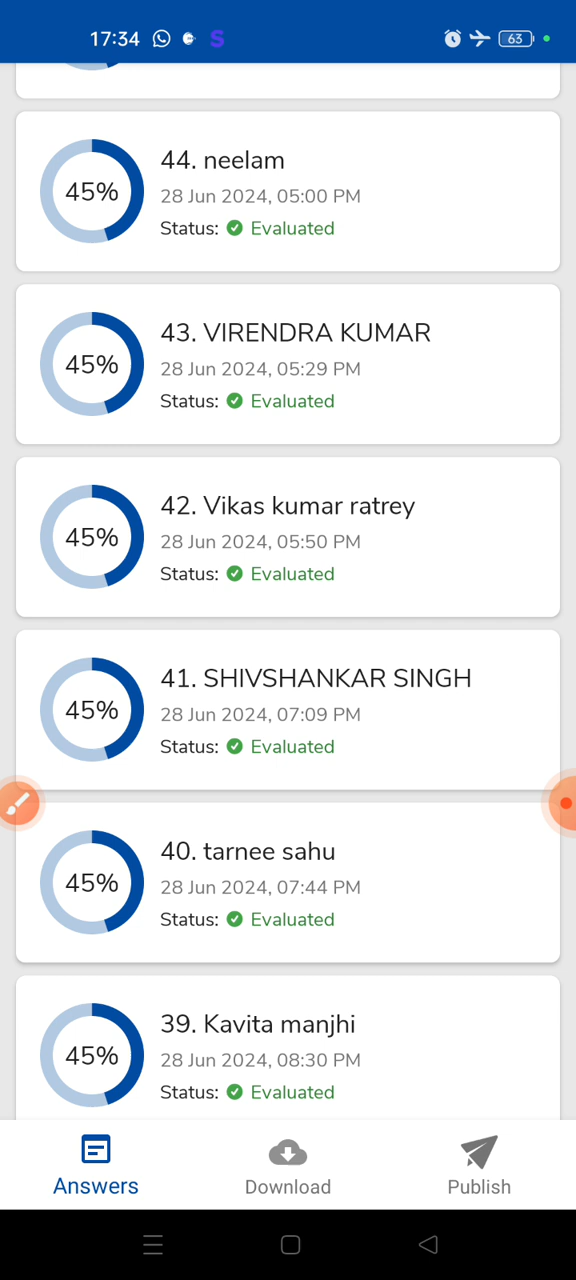 17:34 S 63
44. neelam
45%
28 Jun 2024, 05:00 PM
Status: Evaluated
43. VIRENDRA KUMAR
45%
28 Jun 2024, 05:29 PM
Status: Evaluated
42. Vikas kumar ratrey
45%
28 Jun 2024, 05:50 PM
Status: Evaluated
41. SHIVSHANKAR SINGH
45%
28 Jun 2024, 07:09 PM
Status: Evaluated
40. tarnee sahu
45%
28 Jun 2024, 07:44 PM
Status: Evaluated
39. Kavita manjhi
45%
28 Jun 2024, 08:30 PM
Status: Evaluated
Answers Download Publish